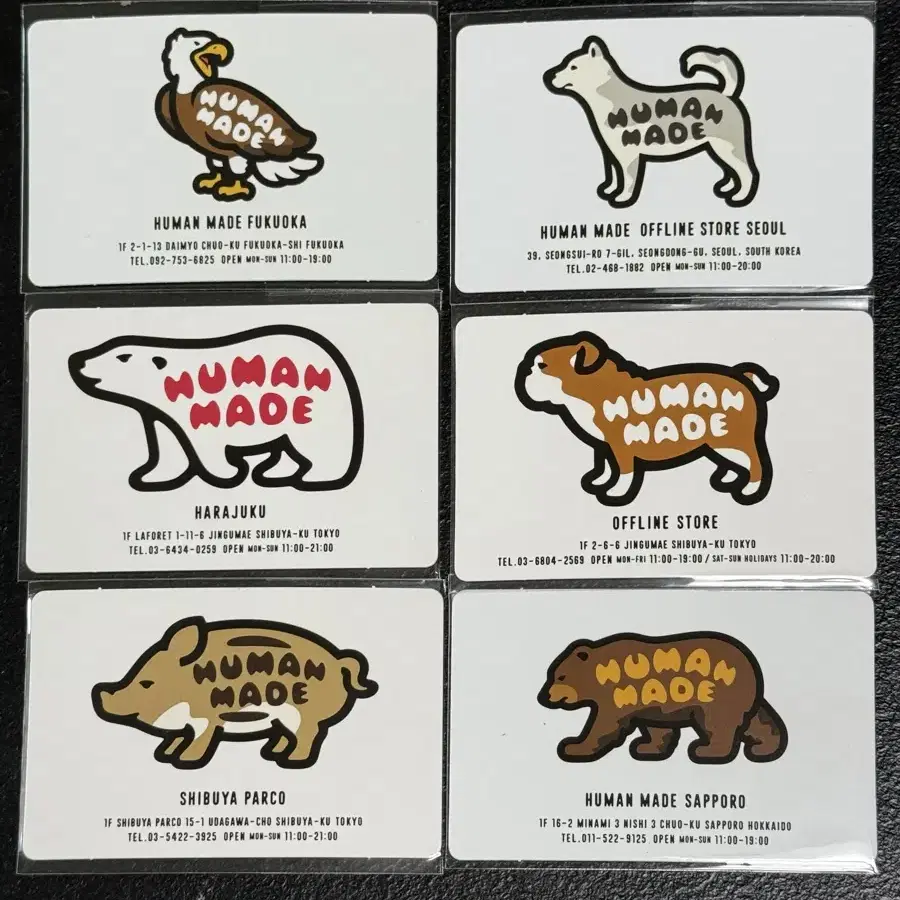 HUMAN
MADE
HUMAN MADE FUKUOKA
1F 2-1-13 DAIMYO CHUO-KU FUKUOKA-SHI FUKUOKA
TEL.092-753-6825 OPEN MON-SUN 11:00-19:00
HUMAN
MADE
HUMAN MADE OFFLINE STORE SEOUL
39, SEONGSUI-RO 7-GIL, SEONGDONG-GU, SEOUL, SOUTH KOREA
TEL.02-468-1882 OPEN MON-SUN 11:00-20:00
HUMAN
MADE
HARAJUKU
1F LAFORET 1-11-6 JINGUMAE SHIBUYA-KU TOKYO
TEL.03-6434-0259 OPEN MON-SUN 11:00-21:00
HUMAN
MADE
OFFLINE STORE
1F 2-6-6 JINGUMAE SHIBUYA-KU TOKYO
TEL.03-6804-2569 OPEN MON-FRI 11:00-19:00 / SAT-SUN HOLIDAYS 11:00-20:00
HUMAN
MADE
SHIBUYA PARCO
1F SHIBUYA PARCO 15-1 UDAGAWA-CHO SHIBUYA-KU TOKYO
TEL.03-5422-3925 OPEN MON-SUN 11:00-21:00
HUMAN
MADE
HUMAN MADE SAPPORO
1F 16-2 MINAMI 3 NISHI 3 CHUO-KU SAPPORO HOKKAIDO
TEL.011-522-9125 OPEN MON-SUN 11:00-19:00